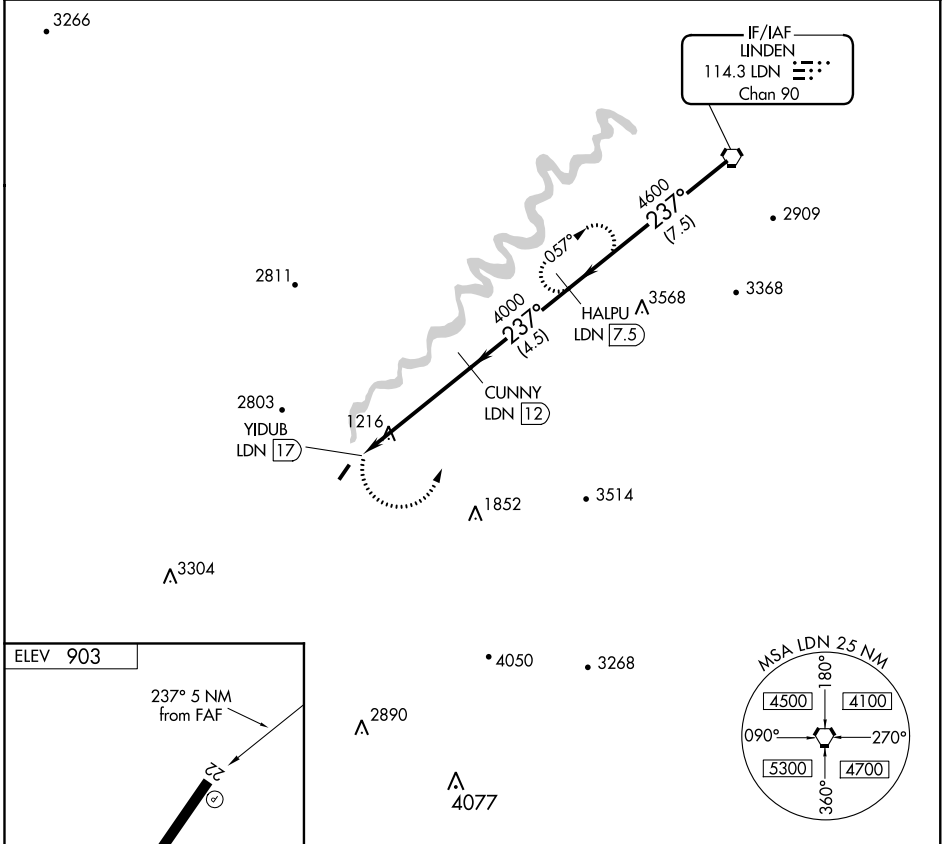 3266
IF/IAF
LINDEN
114.3 LDN
Chan 90
4600
237°
(7.5)
2909
057°
2811
3568
3368
HALPU
LDN 7.5
4000
237°
(4.5)
CUNNY
LDN 12
2803
1216
YIDUB
LDN 17
1852
3514
3304
ELEV 903
4050
3268
237° 5 NM
from FAF
2890
22
4077
MSA LDN 25 NM
180°
4500
4100
090°
270°
5300
4700
360°